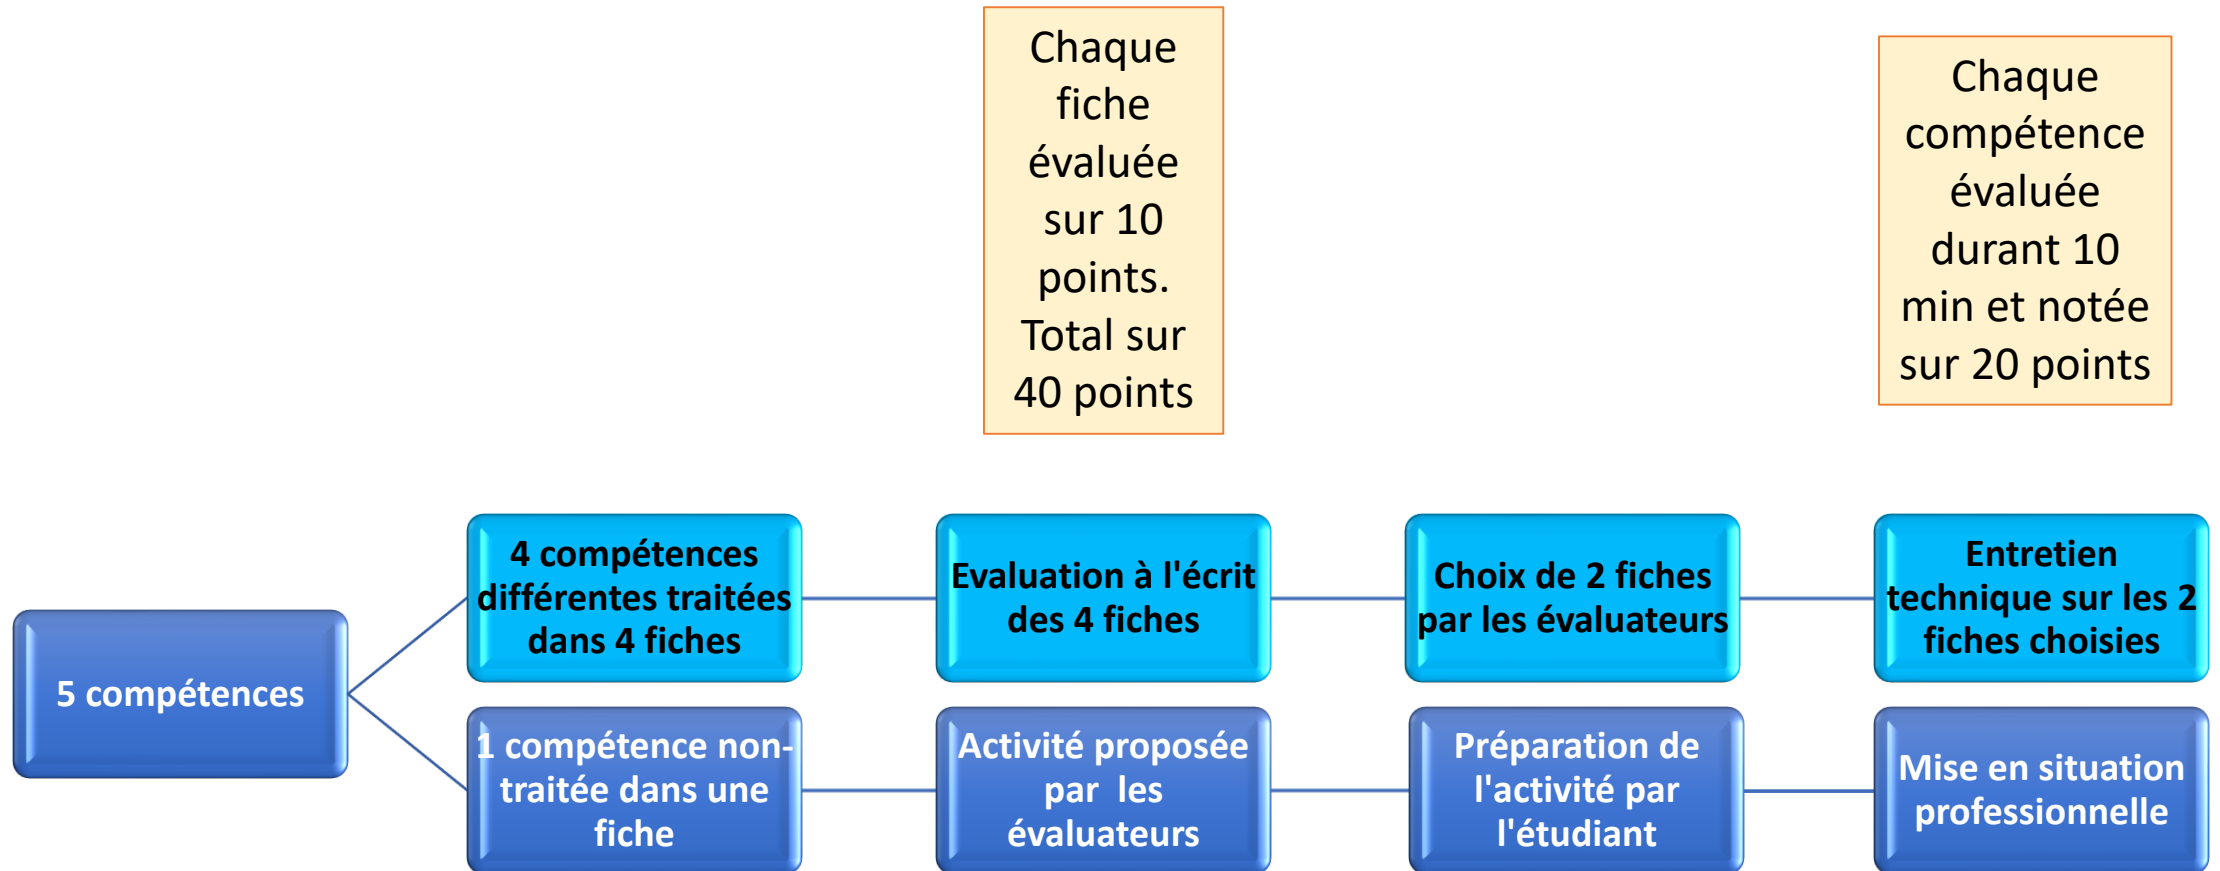 Chaque
fiche
évaluée
sur 10
points.
Total sur
40 points
Chaque
compétence
évaluée
durant 10
min et notée
sur 20 points
5 compétences
4 compétences
différentes traitées
dans 4 fiches
Evaluation à l'écrit
des 4 fiches
Choix de 2 fiches
par les évaluateurs
Entretien
technique sur les 2
fiches choisies
1 compétence non-
traitée dans une
fiche
Activité proposée
par les
évaluateurs
Préparation de
l'activité par
l'étudiant
Mise en situation
professionnelle